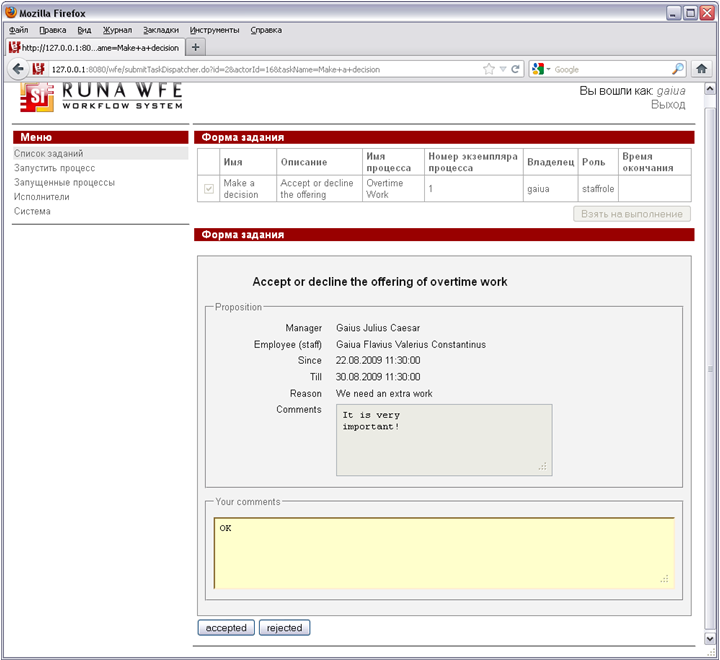 Mozilla Firefox
Файл Правка Вид Журнал Закладки Инструменты Справка
http://127.0.0.1:80...ame=Make+a+decision
127.0.0.1:8080/wfe/submitTaskDispatcher.do?id=2&actorId=16&taskName=Make+a+decision
Google
RUNA WFE
WORKFLOW SYSTEM
Вы вошли как: gaiua
Выход
Меню
Список заданий
Запустить процесс
Запущенные процессы
Исполнители
Система
Форма задания
Имя Описание Имя процесса Номер экземпляра процесса Владелец Роль Время окончания
Make a decision Accept or decline the offering Overtime Work 1 gaiua staffrole
Взять на выполнение
Форма задания
Accept or decline the offering of overtime work
Proposition
Manager Gaius Julius Caesar
Employee (staff) Gaiua Flavius Valerius Constantinus
Since 22.08.2009 11:30:00
Till 30.08.2009 11:30:00
Reason We need an extra work
Comments It is very
important!
Your comments
OK
accepted rejected